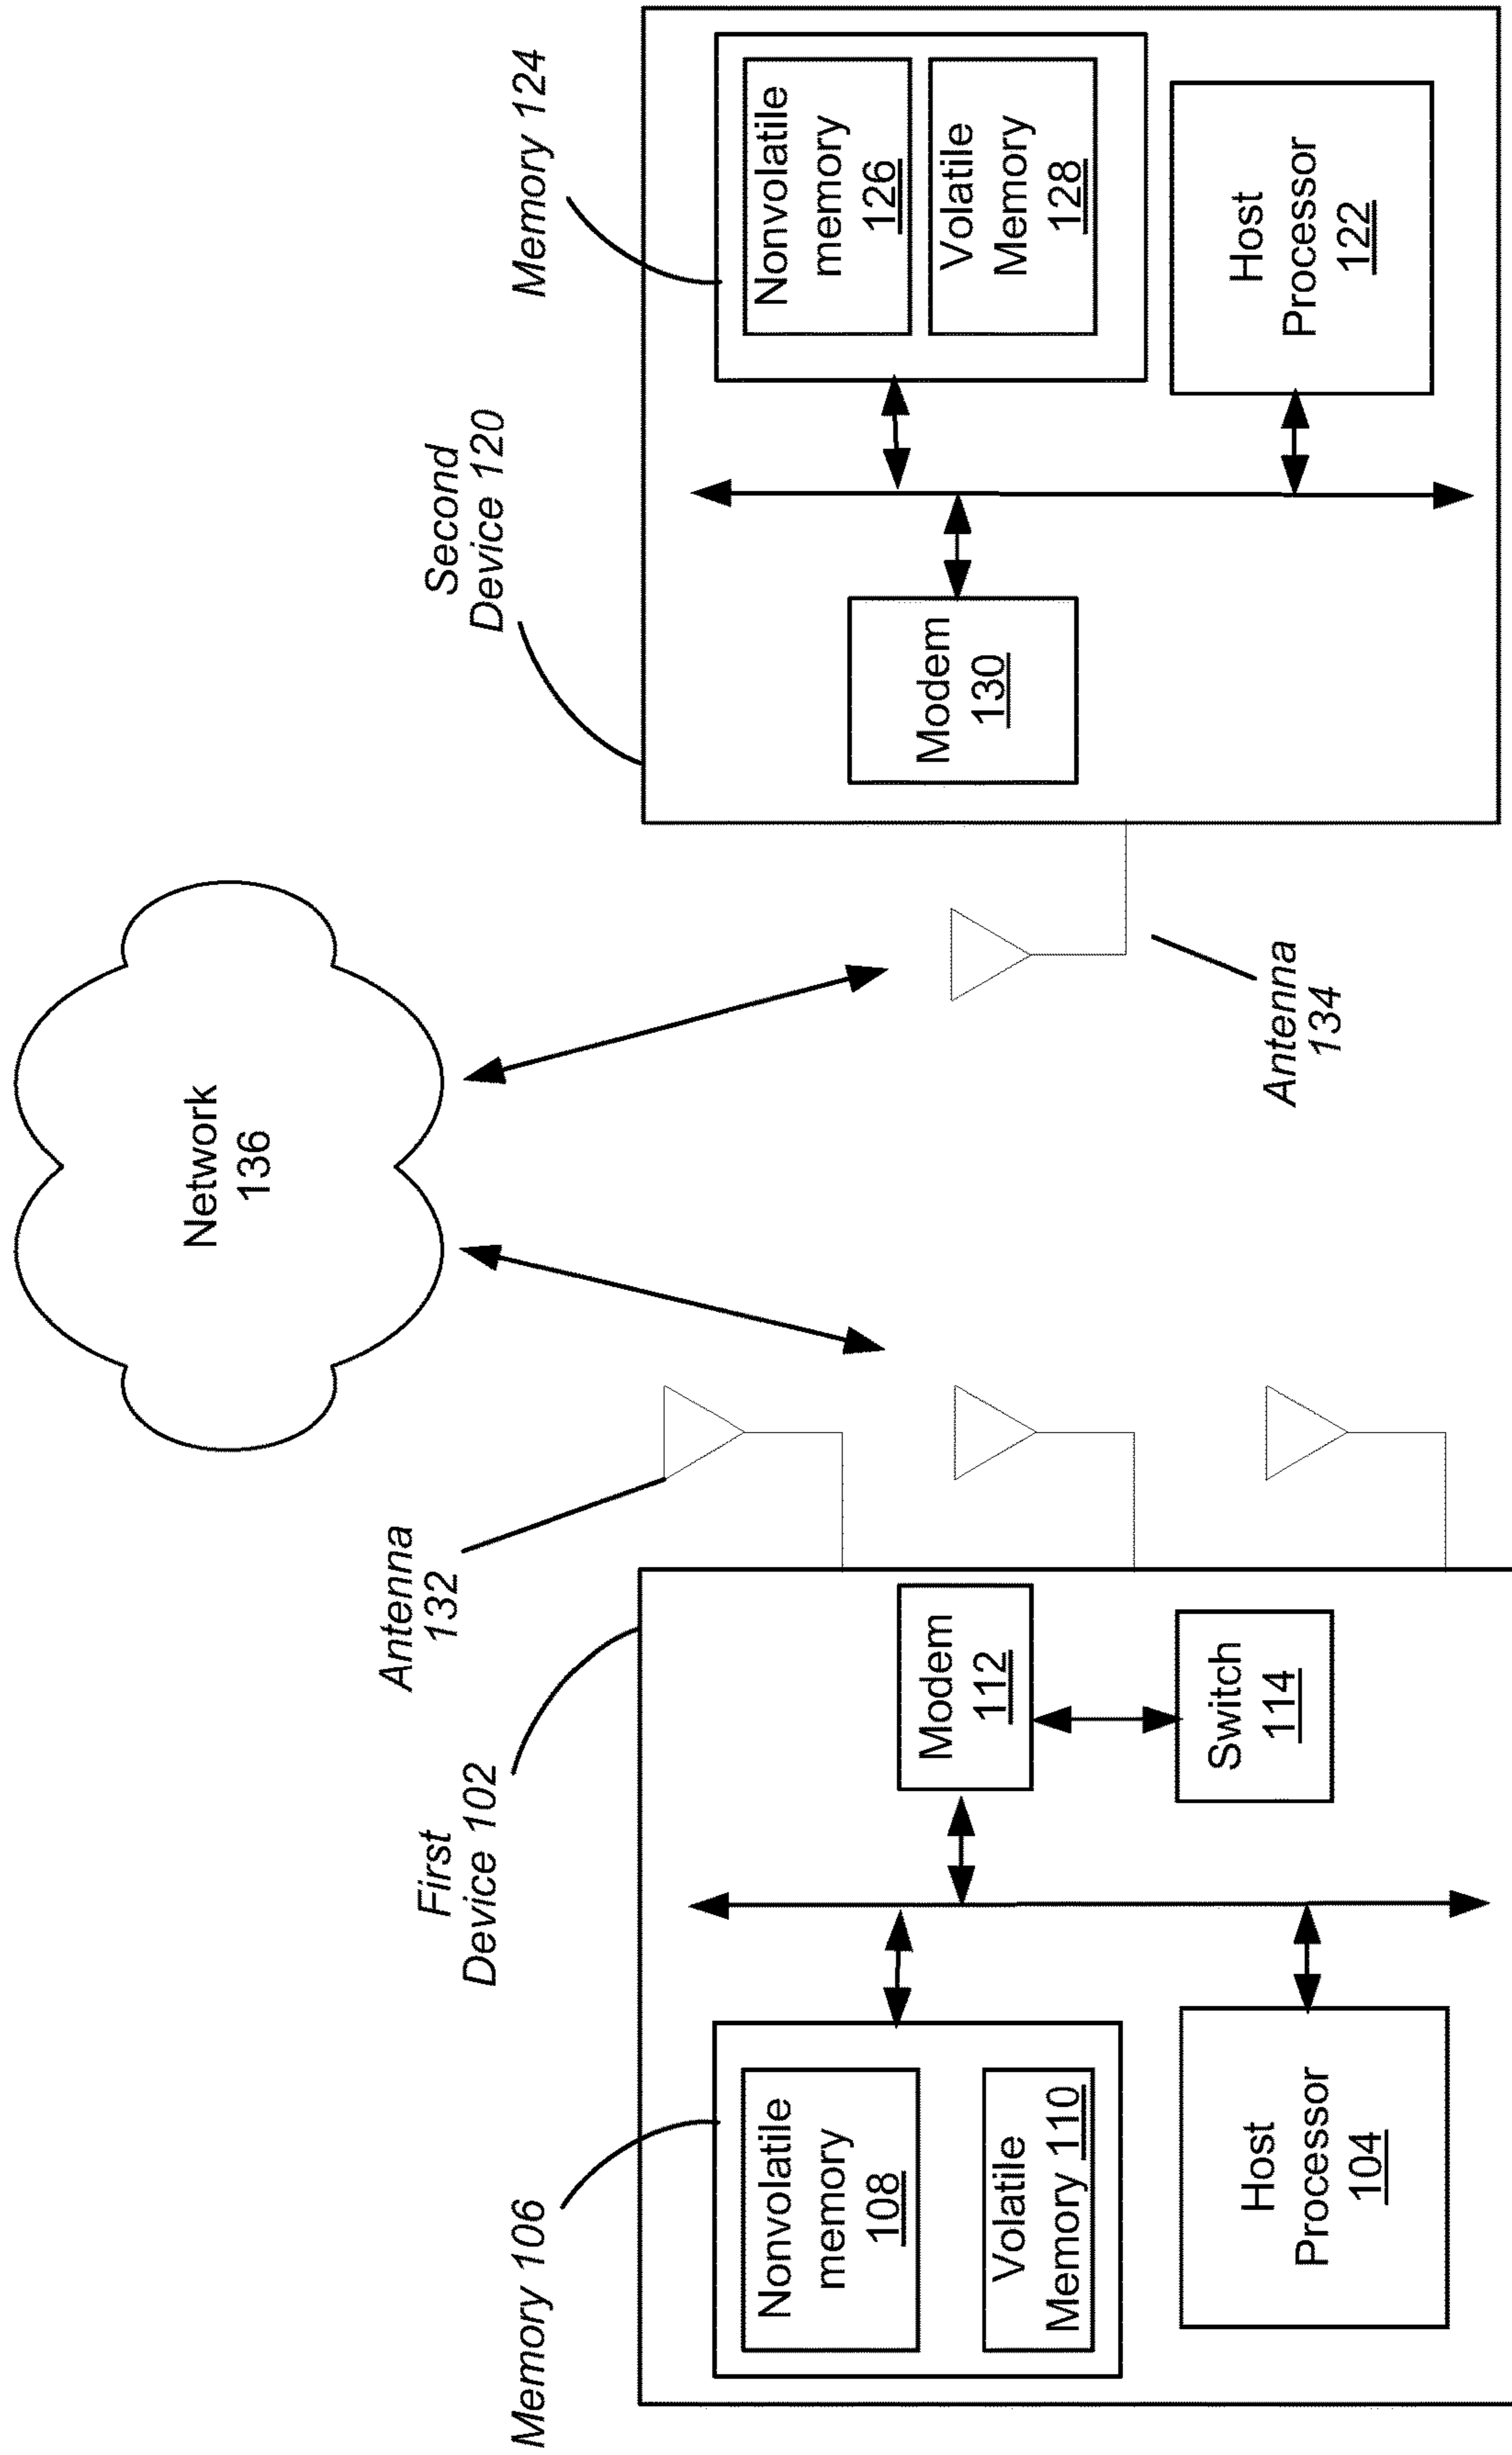 Network
136
First
Device 102
Antenna
132
Memory 106
Nonvolatile
memory
108
Volatile
Memory 110
Host
Processor
104
Modem
112
Switch
114
Second
Device 120
Memory 124
Nonvolatile
memory
126
Volatile
Memory
128
Host
Processor
122
Modem
130
Antenna
134